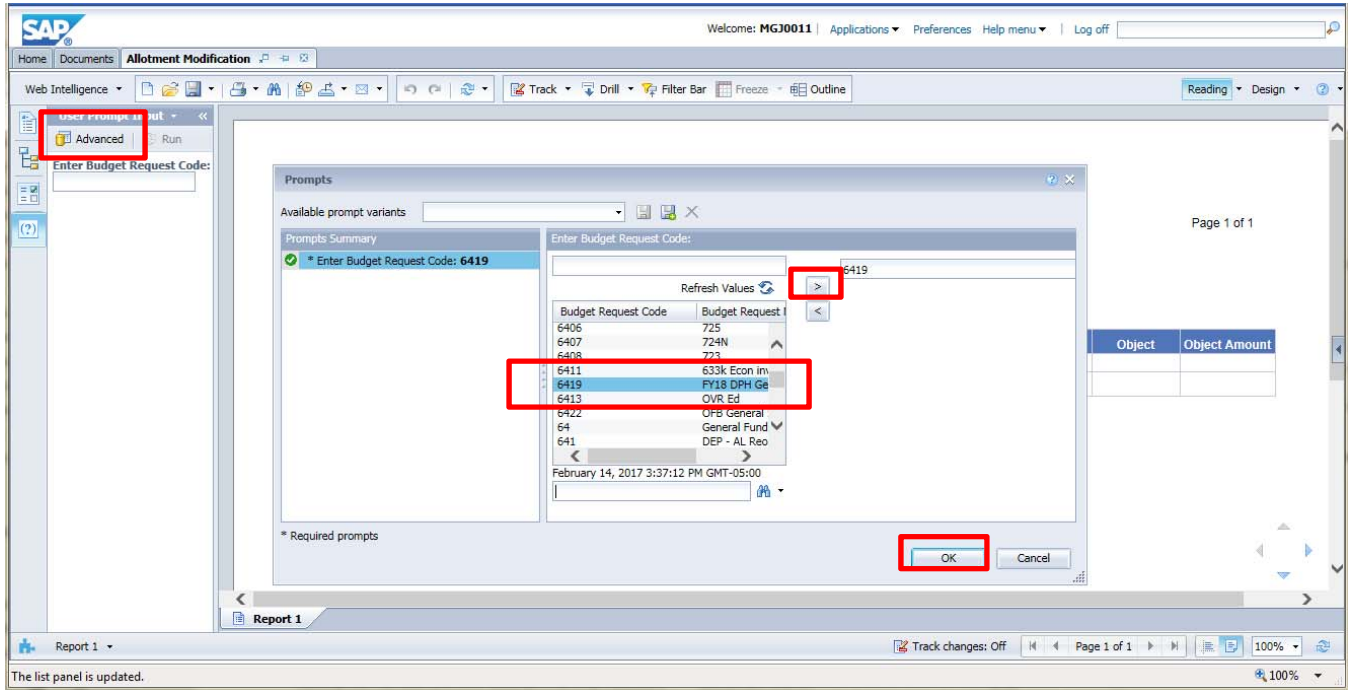 SAP
Welcome: MGJ0011 | Applications Preferences Help menu | Log off
Home Documents Allotment Modification
Web Intelligence Track Drill Filter Bar Freeze Outline Reading Design
User Prompt Input
Advanced Run
Enter Budget Request Code:
Prompts
Available prompt variants
Page 1 of 1
Prompts Summary Enter Budget Request Code:
* Enter Budget Request Code: 6419
6419
Refresh Values >
Budget Request Code Budget Request <
6406 725
6407 724N
6408 723
6411 633k Econ inv
6419 FY18 DPH Ge
6413 OVR Ed
6422 OFB General
64 General Fund
641 DEP - AL Reo
Object Object Amount
February 14, 2017 3:37:12 PM GMT-05:00
* Required prompts
OK Cancel
Report 1
Report 1 Track changes: Off Page 1 of 1 100%
The list panel is updated. 100%